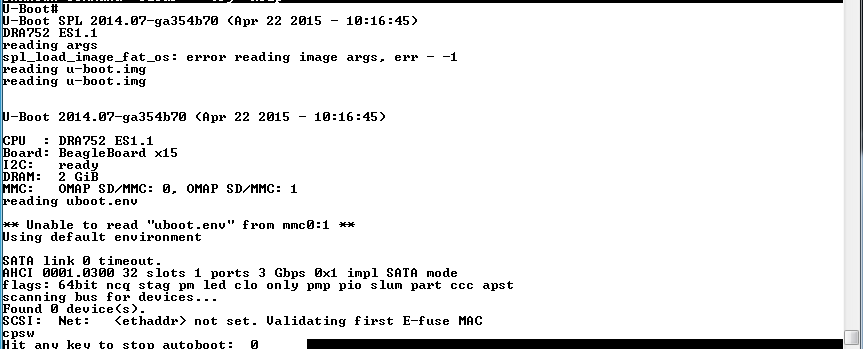 U-Boot#
U-Boot SPL 2014.07-ga354b70 (Apr 22 2015 - 10:16:45)
DRA752 ES1.1
reading args
spl_load_image_fat_os: error reading image args, err - -1
reading u-boot.img
reading u-boot.img
U-Boot 2014.07-ga354b70 (Apr 22 2015 - 10:16:45)
CPU  : DRA752 ES1.1
Board: BeagleBoard x15
I2C:   ready
DRAM:  2 GiB
MMC:   OMAP SD/MMC: 0, OMAP SD/MMC: 1
reading uboot.env
** Unable to read "uboot.env" from mmc0:1 **
Using default environment
SATA link 0 timeout.
AHCI 0001.0300 32 slots 1 ports 3 Gbps 0x1 impl SATA mode
flags: 64bit ncq stag pm led clo only pmp pio slum part ccc apst
scanning bus for devices...
Found 0 device(s).
SCSI:  Net:   <ethaddr> not set. Validating first E-fuse MAC
cpsw
Hit any key to stop autoboot:  0